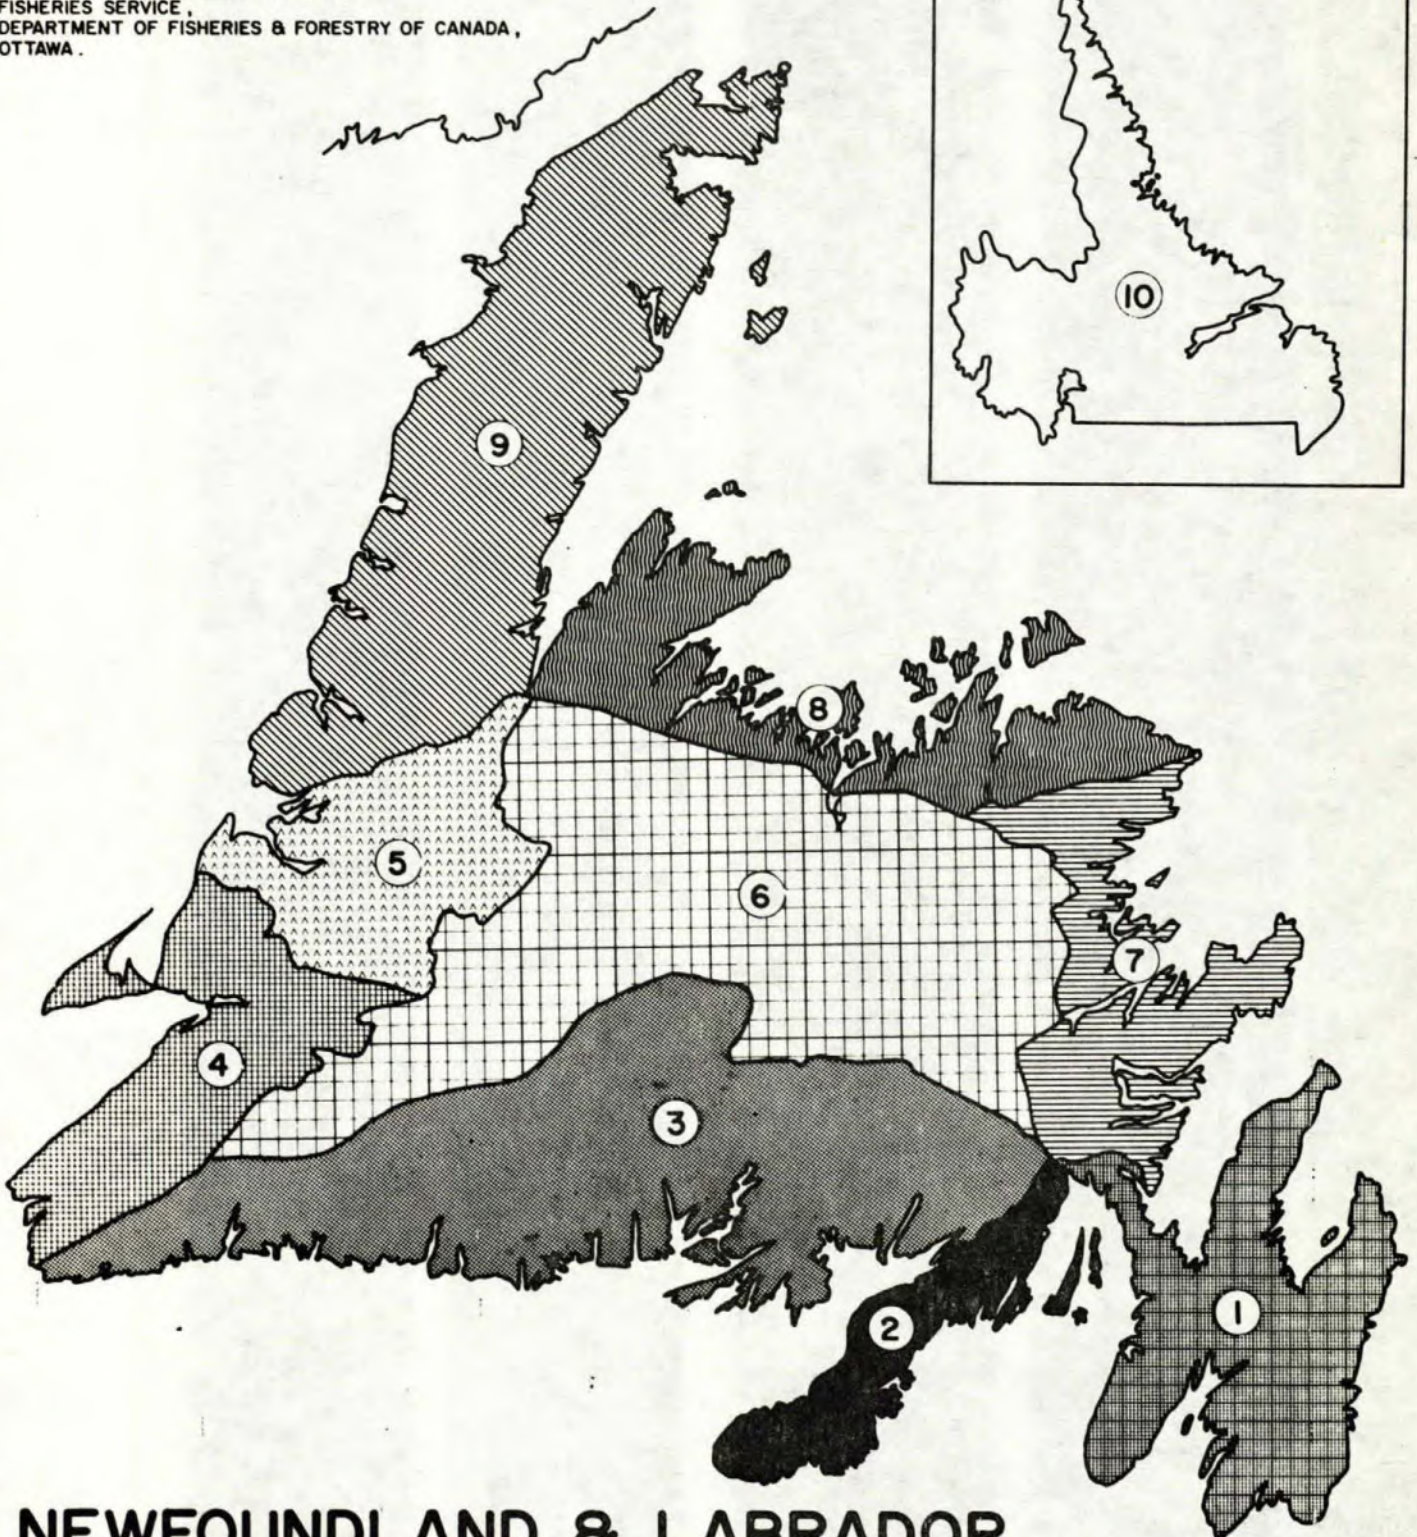 FISHERIES SERVICE,
DEPARTMENT OF FISHERIES & FORESTRY OF CANADA,
OTTAWA.
10
9
8
5
6
7
4
3
2
1
NEWFOUNDLAND & LABRADOR